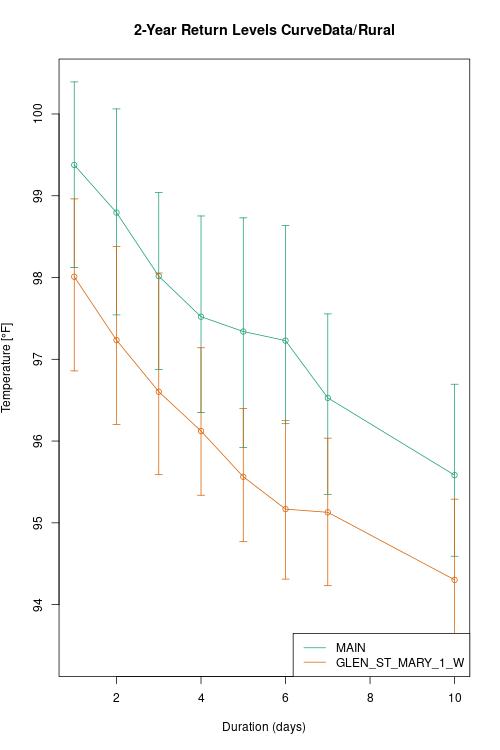 2-Year Return Levels CurveData/Rural
Temperature [°F]
100
99
98
97
96
95
94
MAIN
GLEN_ST_MARY_1_W
2
4
6
8
10
Duration (days)